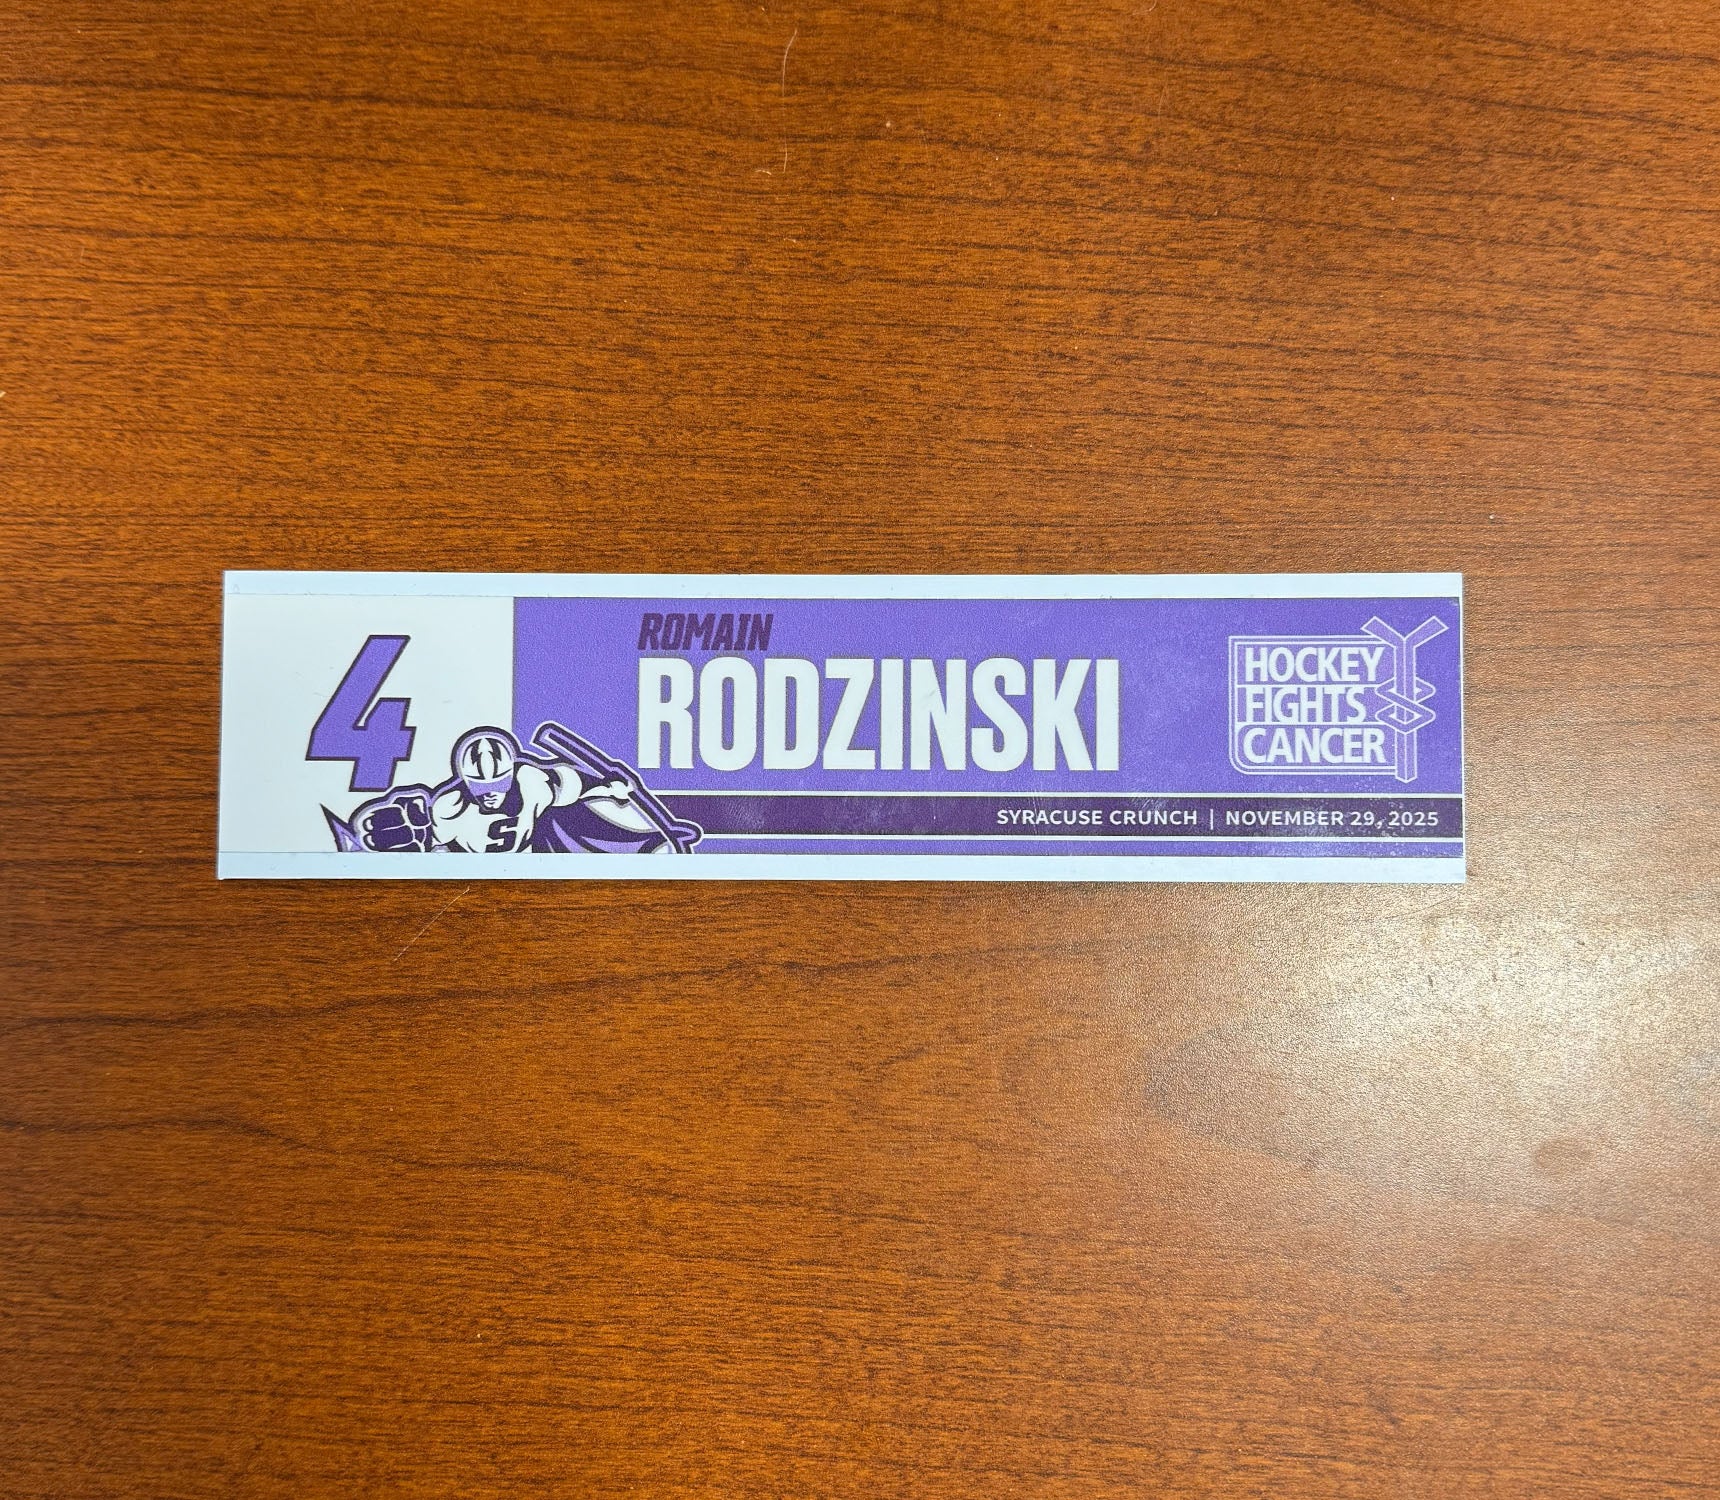 4
ROMAIN
RODZINSKI
HOCKEY
FIGHTS
CANCER
S
SYRACUSE CRUNCH | NOVEMBER 29, 2025